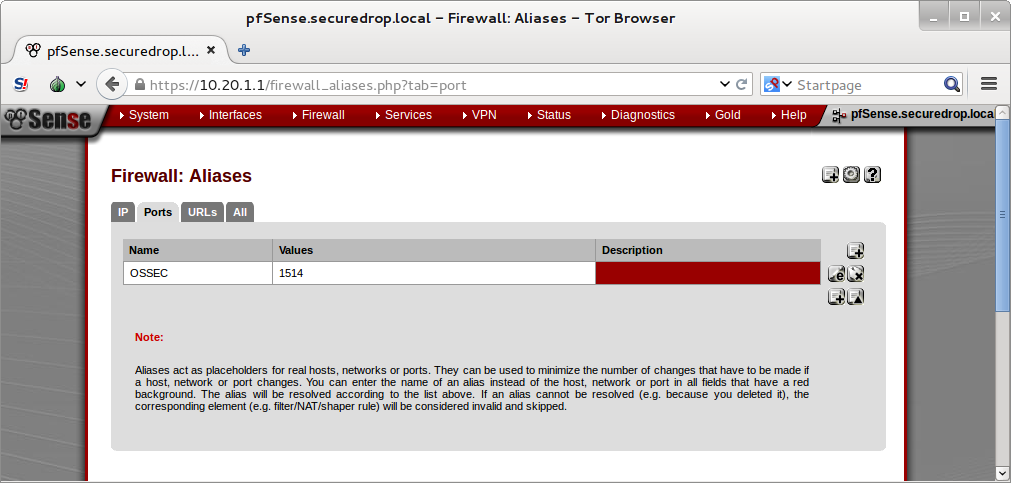 pfSense.securedrop.local - Firewall: Aliases - Tor Browser
pfSense.securedrop.l...
https://10.20.1.1/firewall_aliases.php?tab=port
Startpage
Sense
System Interfaces Firewall Services VPN Status Diagnostics Gold Help pfSense.securedrop.loca
Firewall: Aliases
IP Ports URLs All
Name Values Description
OSSEC 1514
Note:
Aliases act as placeholders for real hosts, networks or ports. They can be used to minimize the number of changes that have to be made if
a host, network or port changes. You can enter the name of an alias instead of the host, network or port in all fields that have a red
background. The alias will be resolved according to the list above. If an alias cannot be resolved (e.g. because you deleted it), the
corresponding element (e.g. filter/NAT/shaper rule) will be considered invalid and skipped.